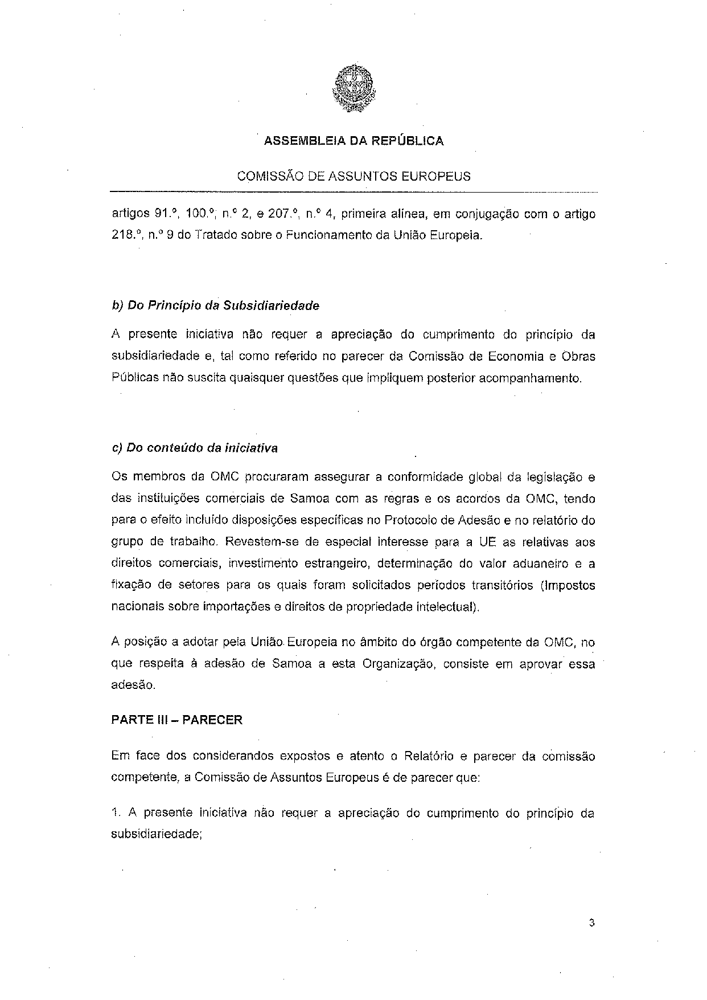 ASSEMBLEIA DA REPÚBLICA
COMISSÃO DE ASSUNTOS EUROPEUS
artigos 91.º, 100.º, n.º 2, e 207.º, n.º 4, primeira alínea, em conjugação com o artigo
218.º, n.º 9 do Tratado sobre o Funcionamento da União Europeia.
b) Do Princípio da Subsidiariedade
A presente iniciativa não requer a apreciação do cumprimento do princípio da
subsidiariedade e, tal como referido no parecer da Comissão de Economia e Obras
Públicas não suscita quaisquer questões que impliquem posterior acompanhamento.
c) Do conteúdo da iniciativa
Os membros da OMC procuraram assegurar a conformidade global da legislação e
das instituições comerciais de Samoa com as regras e os acordos da OMC, tendo
para o efeito incluído disposições específicas no Protocolo de Adesão e no relatório do
grupo de trabalho. Revestem-se de especial interesse para a UE as relativas aos
direitos comerciais, investimento estrangeiro, determinação do valor aduaneiro e a
fixação de setores para os quais foram solicitados períodos transitórios (Impostos
nacionais sobre importações e direitos de propriedade intelectual).
A posição a adotar pela União Europeia no âmbito do órgão competente da OMC, no
que respeita à adesão de Samoa a esta Organização, consiste em aprovar essa
adesão.
PARTE III – PARECER
Em face dos considerandos expostos e atento o Relatório e parecer da comissão
competente, a Comissão de Assuntos Europeus é de parecer que:
1. A presente iniciativa não requer a apreciação do cumprimento do princípio da
subsidiariedade;
3